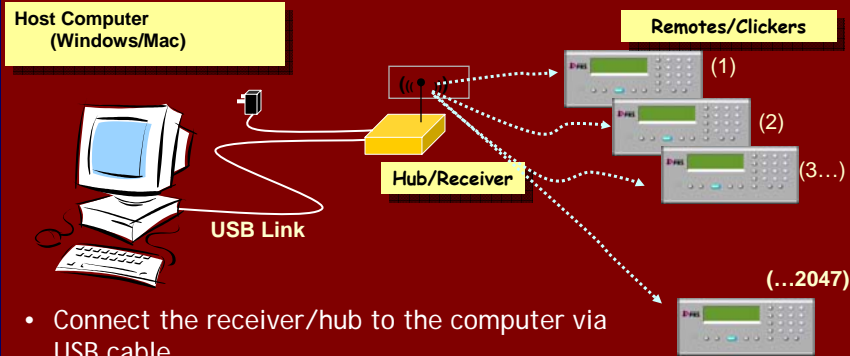 Host Computer
(Windows/Mac)
Remotes/Clickers
(1)
(2)
(3...)
Hub/Receiver
USB Link
(...2047)
• Connect the receiver/hub to the computer via
USB cable